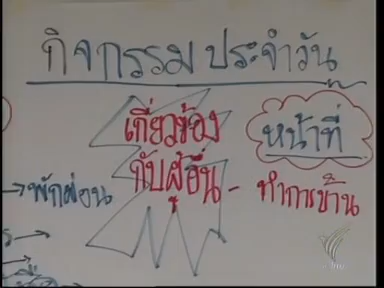 กิจกรรม ประจำวัน
เกี่ยวข้อง
กับผู้อื่น
หน้าที่
→พักผ่อน
- ทำการบ้าน